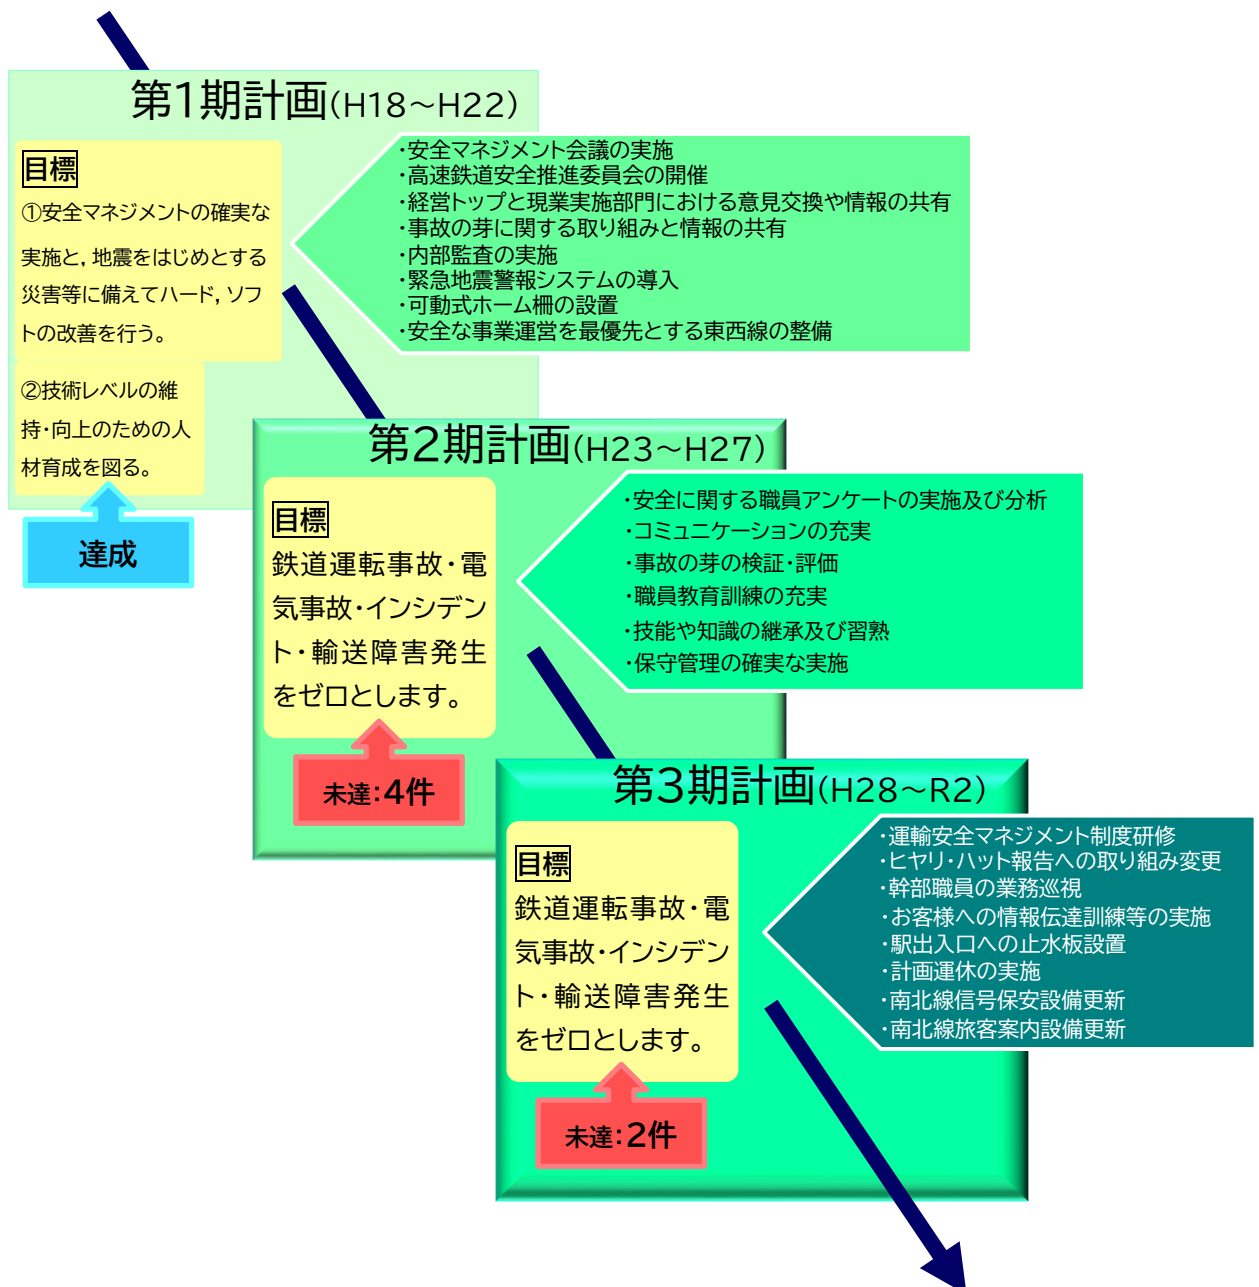 第1期計画(H18～H22)
目標
①安全マネジメントの確実な
実施と,地震をはじめとする
災害等に備えてハード,ソフ
トの改善を行う。
②技術レベルの維
持・向上のための人
材育成を図る。
達成
・安全マネジメント会議の実施
・高速鉄道安全推進委員会の開催
・経営トップと現業実施部門における意見交換や情報の共有
・事故の芽に関する取り組みと情報の共有
・内部監査の実施
・緊急地震警報システムの導入
・可動式ホーム柵の設置
・安全な事業運営を最優先とする東西線の整備
第2期計画(H23～H27)
目標
鉄道運転事故・電
気事故・インシデン
ト・輸送障害発生
をゼロとします。
未達:4件
・安全に関する職員アンケートの実施及び分析
・コミュニケーションの充実
・事故の芽の検証・評価
・職員教育訓練の充実
・技能や知識の継承及び習熟
・保守管理の確実な実施
第3期計画(H28～R2)
目標
鉄道運転事故・電
気事故・インシデン
ト・輸送障害発生
をゼロとします。
未達:2件
・運輸安全マネジメント制度研修
・ヒヤリ・ハット報告への取り組み変更
・幹部職員の業務巡視
・お客様への情報伝達訓練等の実施
・駅出入口への止水板設置
・計画運休の実施
・南北線信号保安設備更新
・南北線旅客案内設備更新